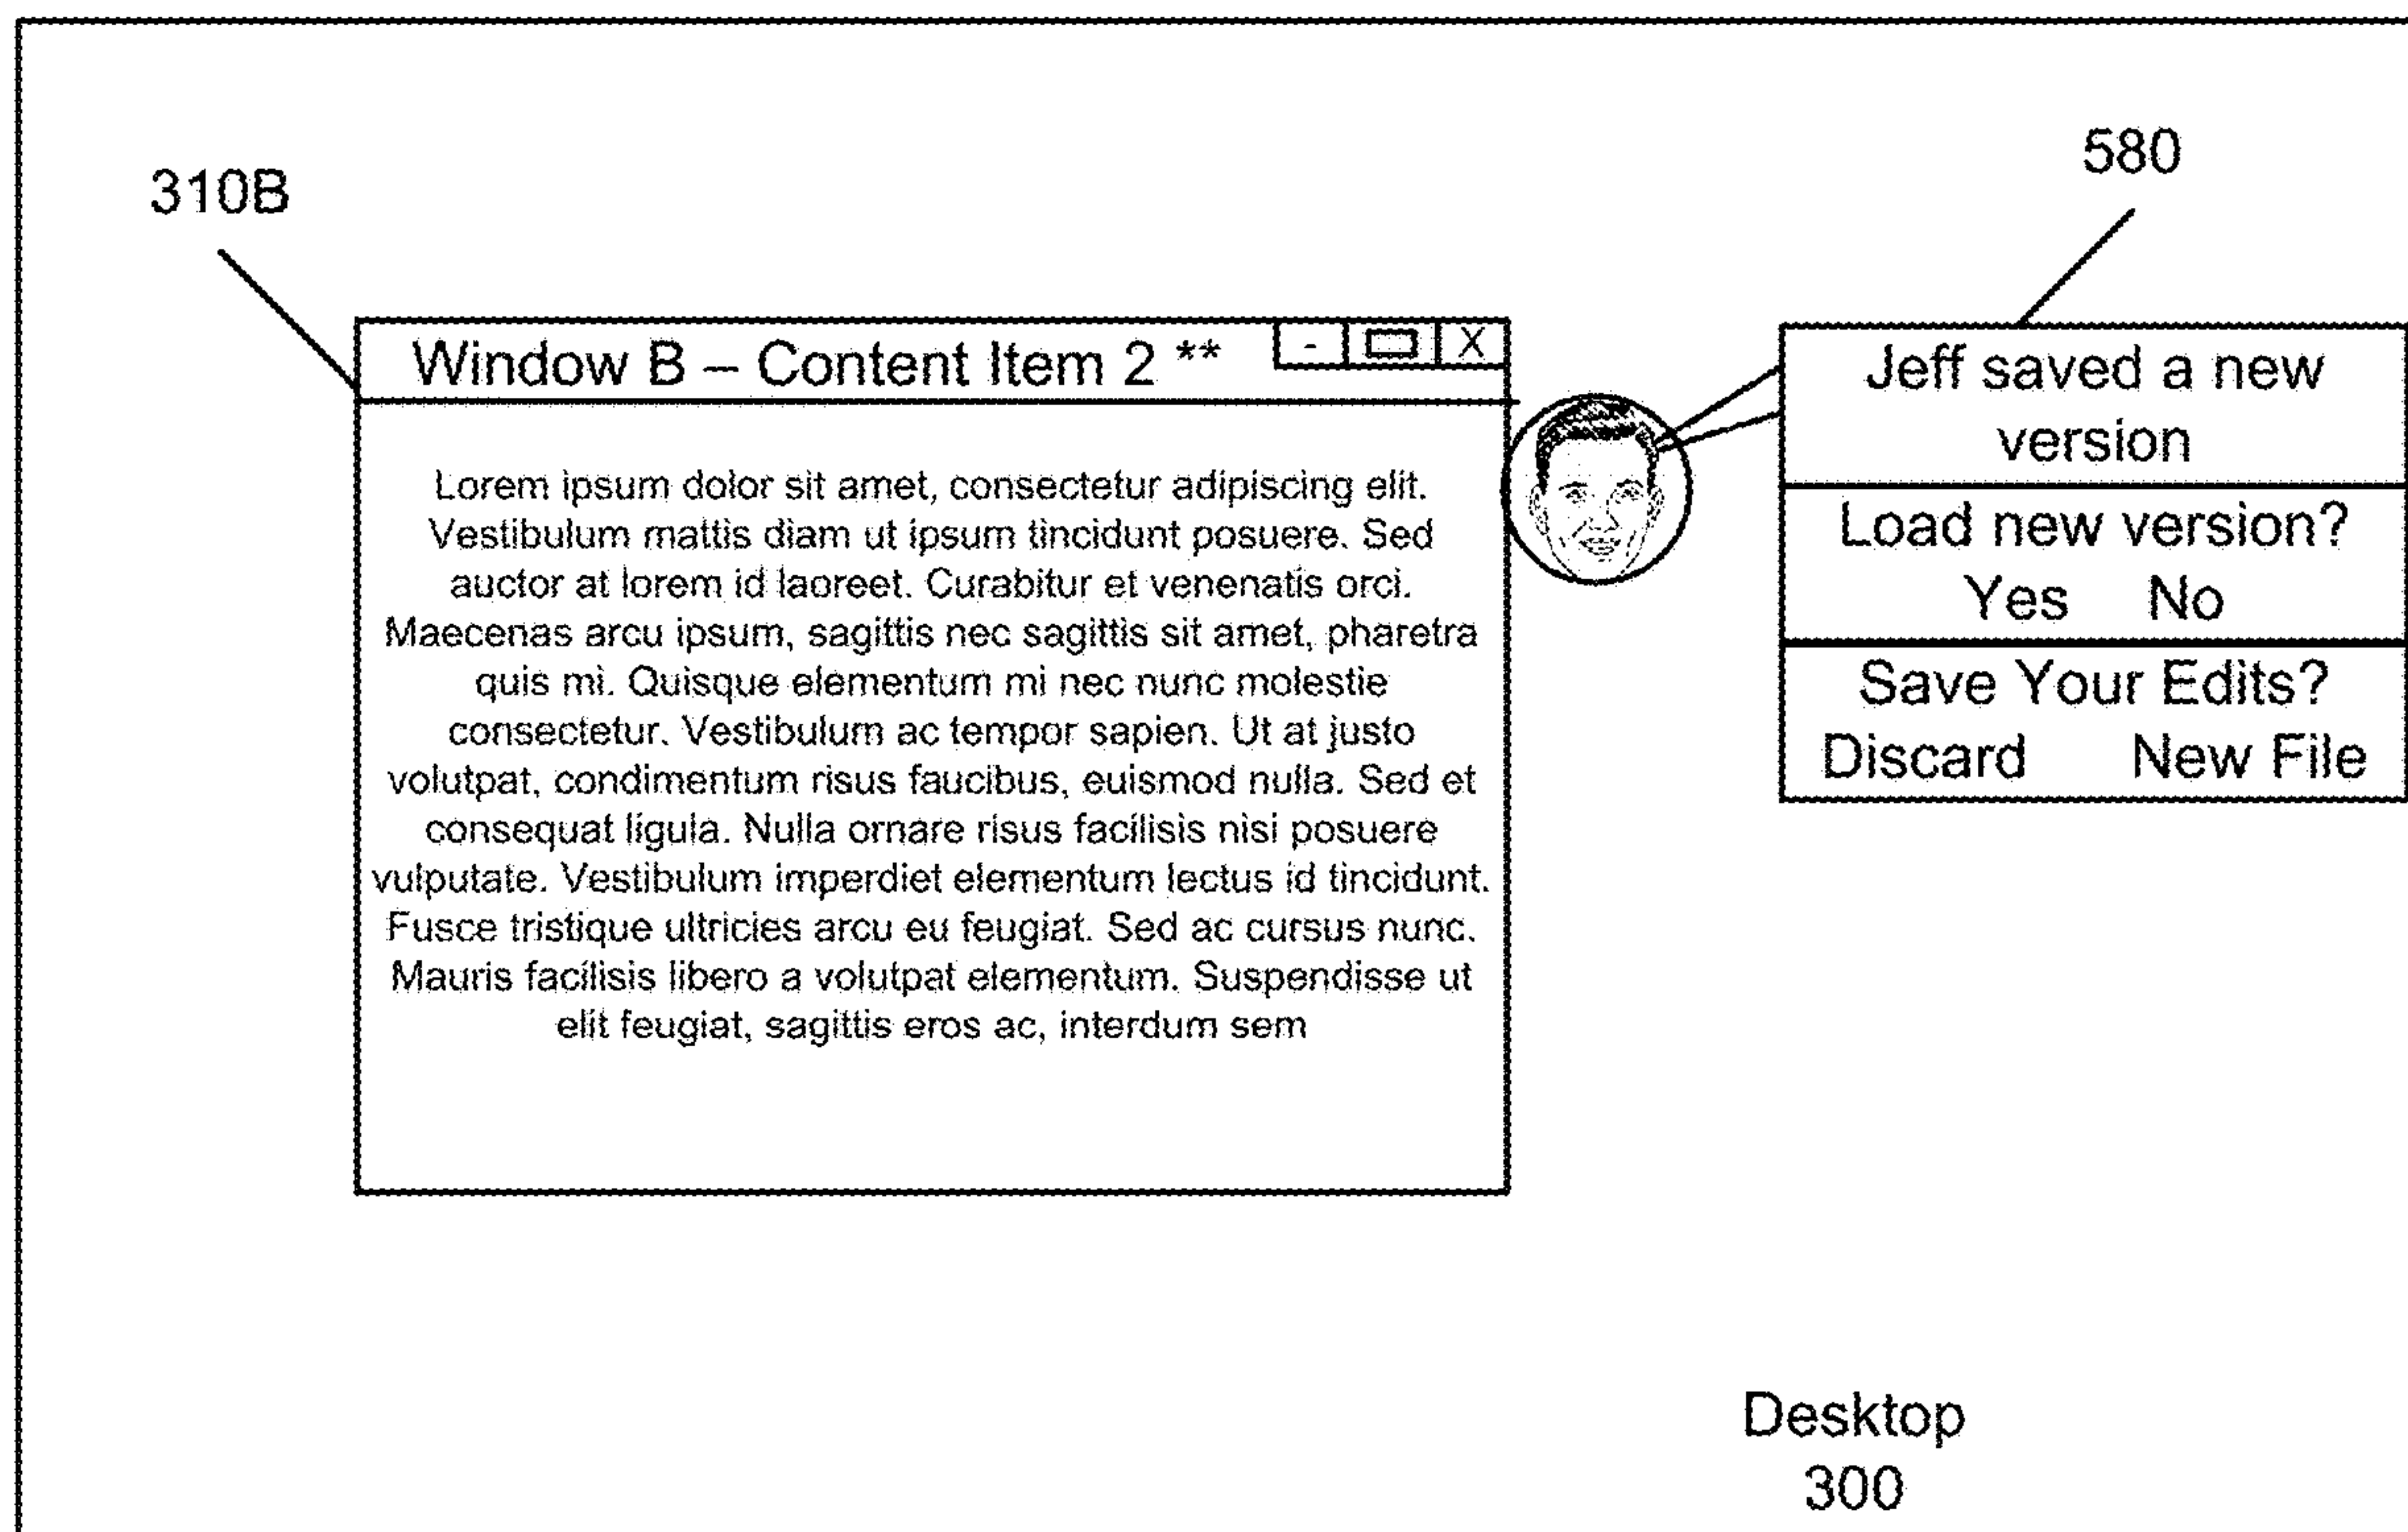 310B
580
Window B – Content Item 2 **
- X
Lorem ipsum dolor sit amet, consectetur adipiscing elit.
Vestibulum mattis diam ut ipsum tincidunt posuere. Sed
auctor at lorem id laoreet. Curabitur et venenatis orci.
Maecenas arcu ipsum, sagittis nec sagittis sit amet, pharetra
quis mi. Quisque elementum mi nec nunc molestie
consectetur. Vestibulum ac tempor sapien. Ut at justo
volutpat, condimentum risus faucibus, euismod nulla. Sed et
consequat ligula. Nulla ornare risus facilisis nisi posuere
vulputate. Vestibulum imperdiet elementum lectus id tincidunt.
Fusce tristique ultricies arcu eu feugiat. Sed ac cursus nunc.
Mauris facilisis libero a volutpat elementum. Suspendisse ut
elit feugiat, sagittis eros ac, interdum sem
Jeff saved a new
version
Load new version?
Yes No
Save Your Edits?
Discard New File
Desktop
300